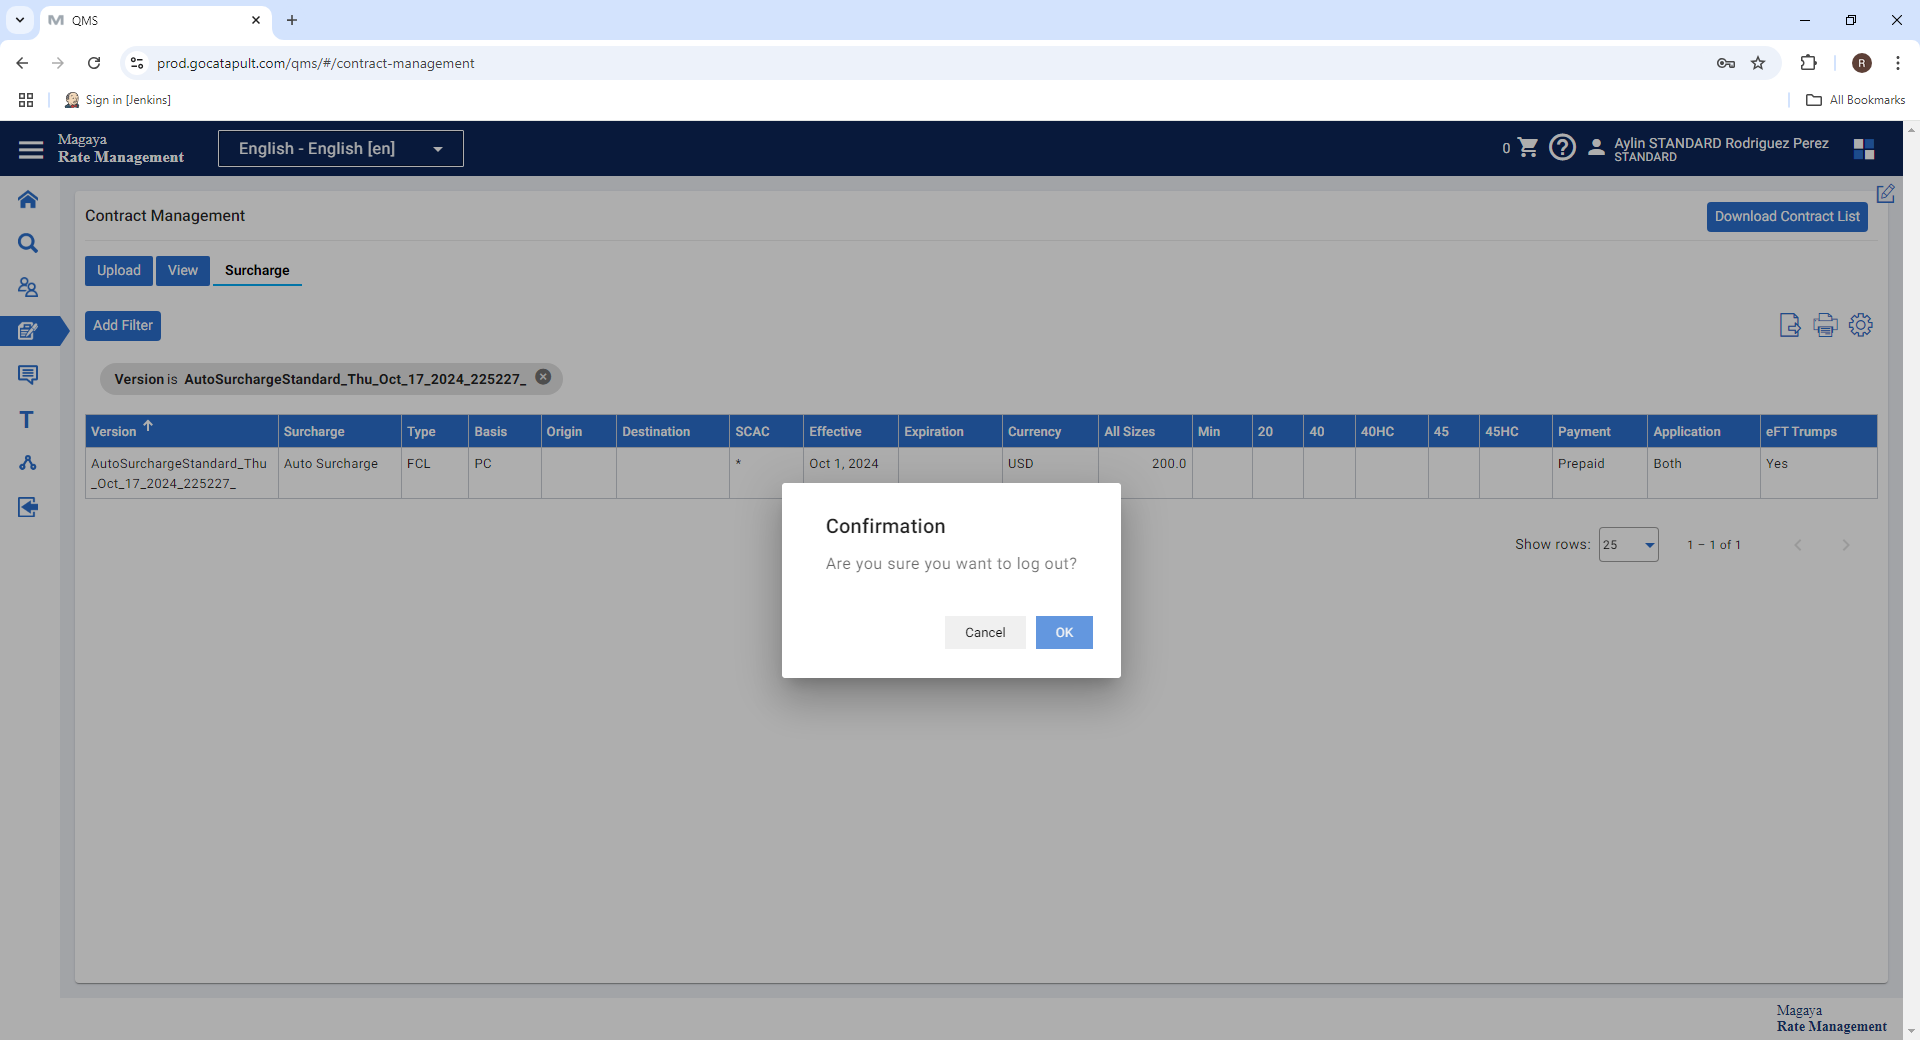 QMS
prod.gocatapult.com/qms/#/contract-management
R
Sign in [Jenkins]
All Bookmarks
Magaya
Rate Management
English - English [en]
0
Aylin STANDARD Rodriguez Perez
STANDARD
Contract Management
Download Contract List
Upload View Surcharge
Add Filter
Version is AutoSurchargeStandard_Thu_Oct_17_2024_225227_
Version Surcharge Type Basis Origin Destination SCAC Effective Expiration Currency All Sizes Min 20 40 40HC 45 45HC Payment Application eFT Trumps
AutoSurchargeStandard_Thu Auto Surcharge FCL PC * Oct 1, 2024 USD 200.0 Prepaid Both Yes
_Oct_17_2024_225227_
Confirmation
Are you sure you want to log out?
Cancel OK
Show rows: 25 1 – 1 of 1
T
Magaya
Rate Management